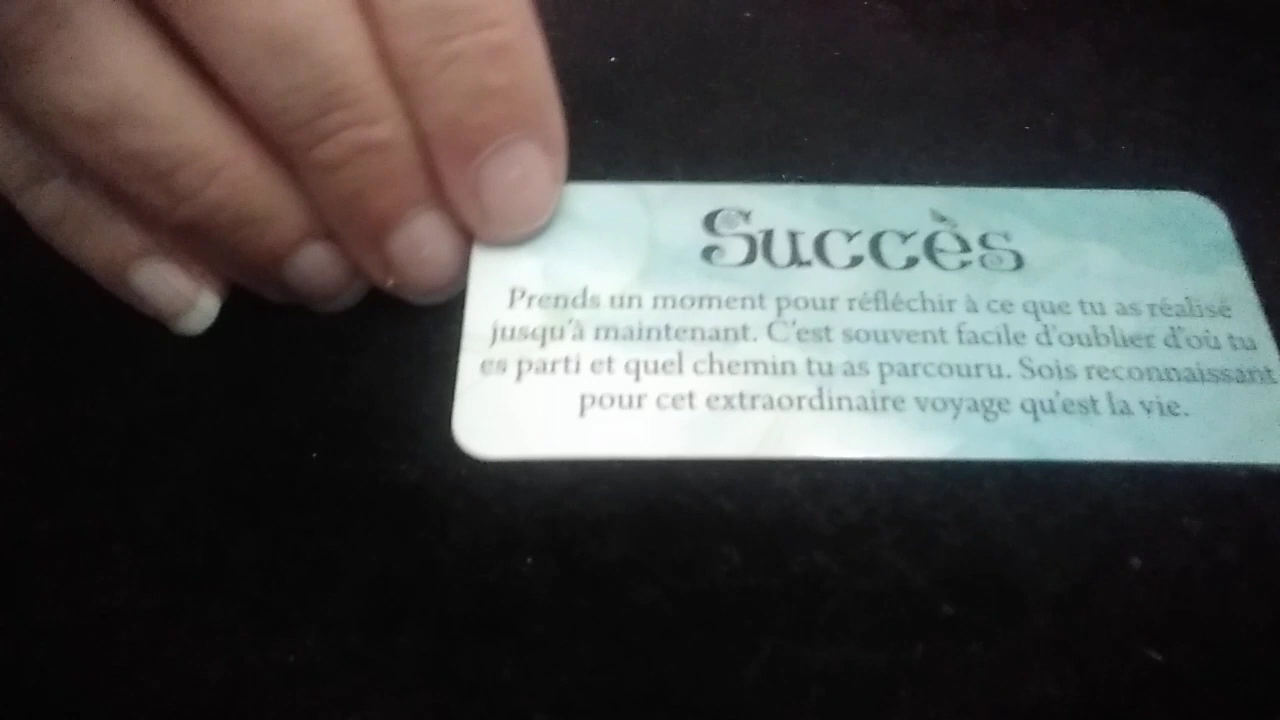 Succès
Prends un moment pour réfléchir à ce que tu as réalisé
jusqu'à maintenant. C'est souvent facile d'oublier d'où tu
es parti et quel chemin tu as parcouru. Sois reconnaissant
pour cet extraordinaire voyage qu'est la vie.